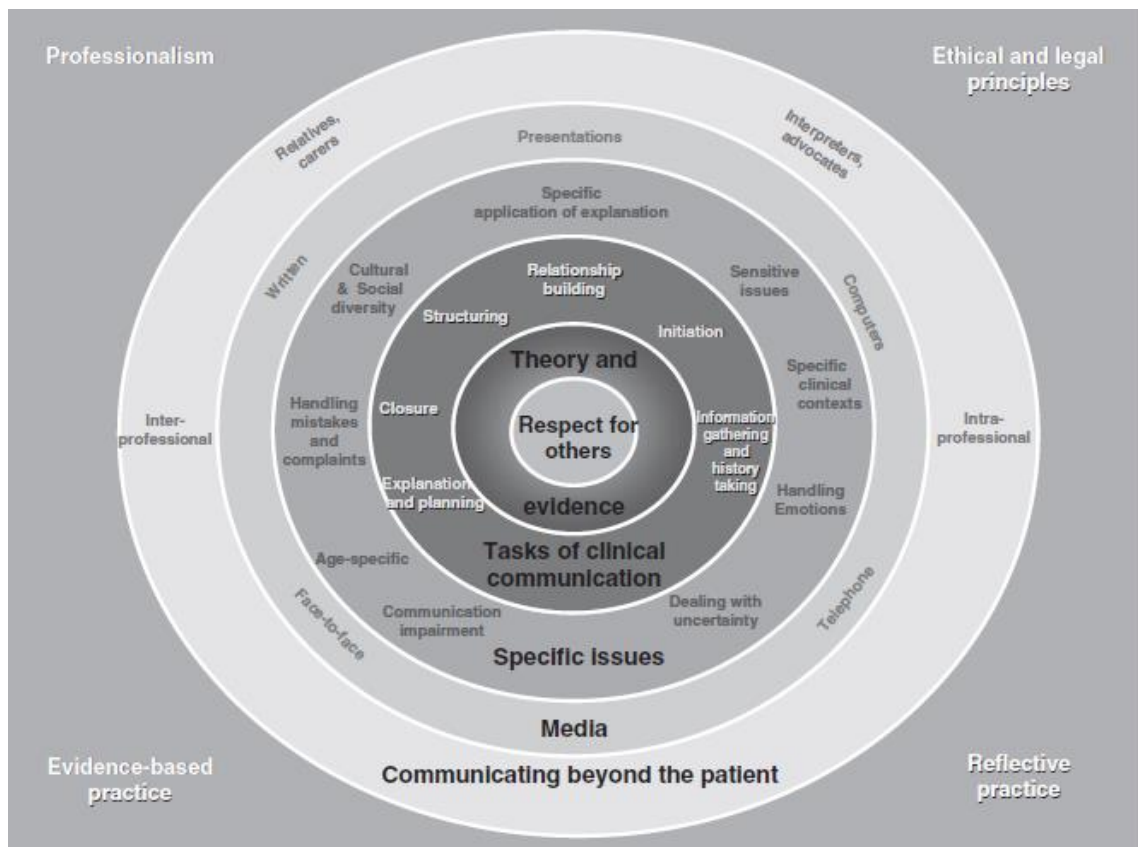 Professionalism
Ethical and legal
principles
Relatives,
carers
Interpreters,
advocates
Presentations
Written
Computers
Specific
application of explanation
Cultural
& Social
diversity
Sensitive
issues
Relationship
building
Structuring
Initiation
Theory and
Specific
clinical
contexts
Handling
mistakes
and
complaints
Closure
Respect for
others
Information
gathering
and
history
taking
Inter-
professional
Intra-
professional
Explanation
and planning
evidence
Handling
Emotions
Tasks of clinical
communication
Age-specific
Communication
impairment
Dealing with
uncertainty
Face-to-face
Telephone
Specific issues
Media
Communicating beyond the patient
Evidence-based
practice
Reflective
practice